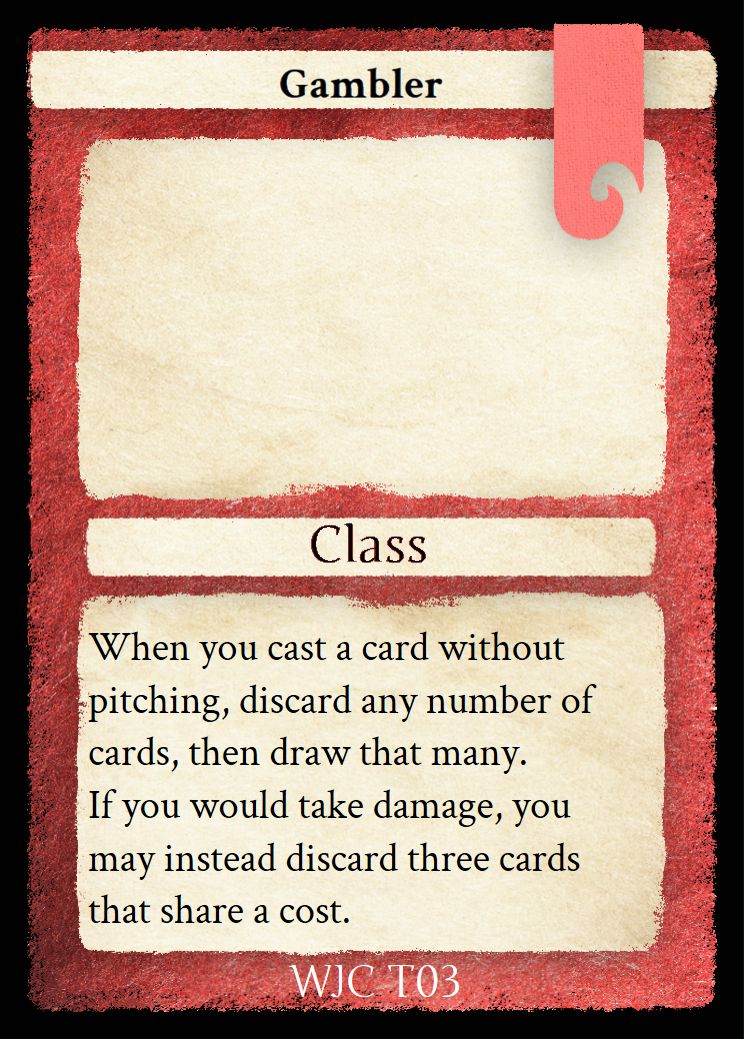 Gambler
Class
When you cast a card without
pitching, discard any number of
cards, then draw that many.
If you would take damage, you
may instead discard three cards
that share a cost.
WJC T03